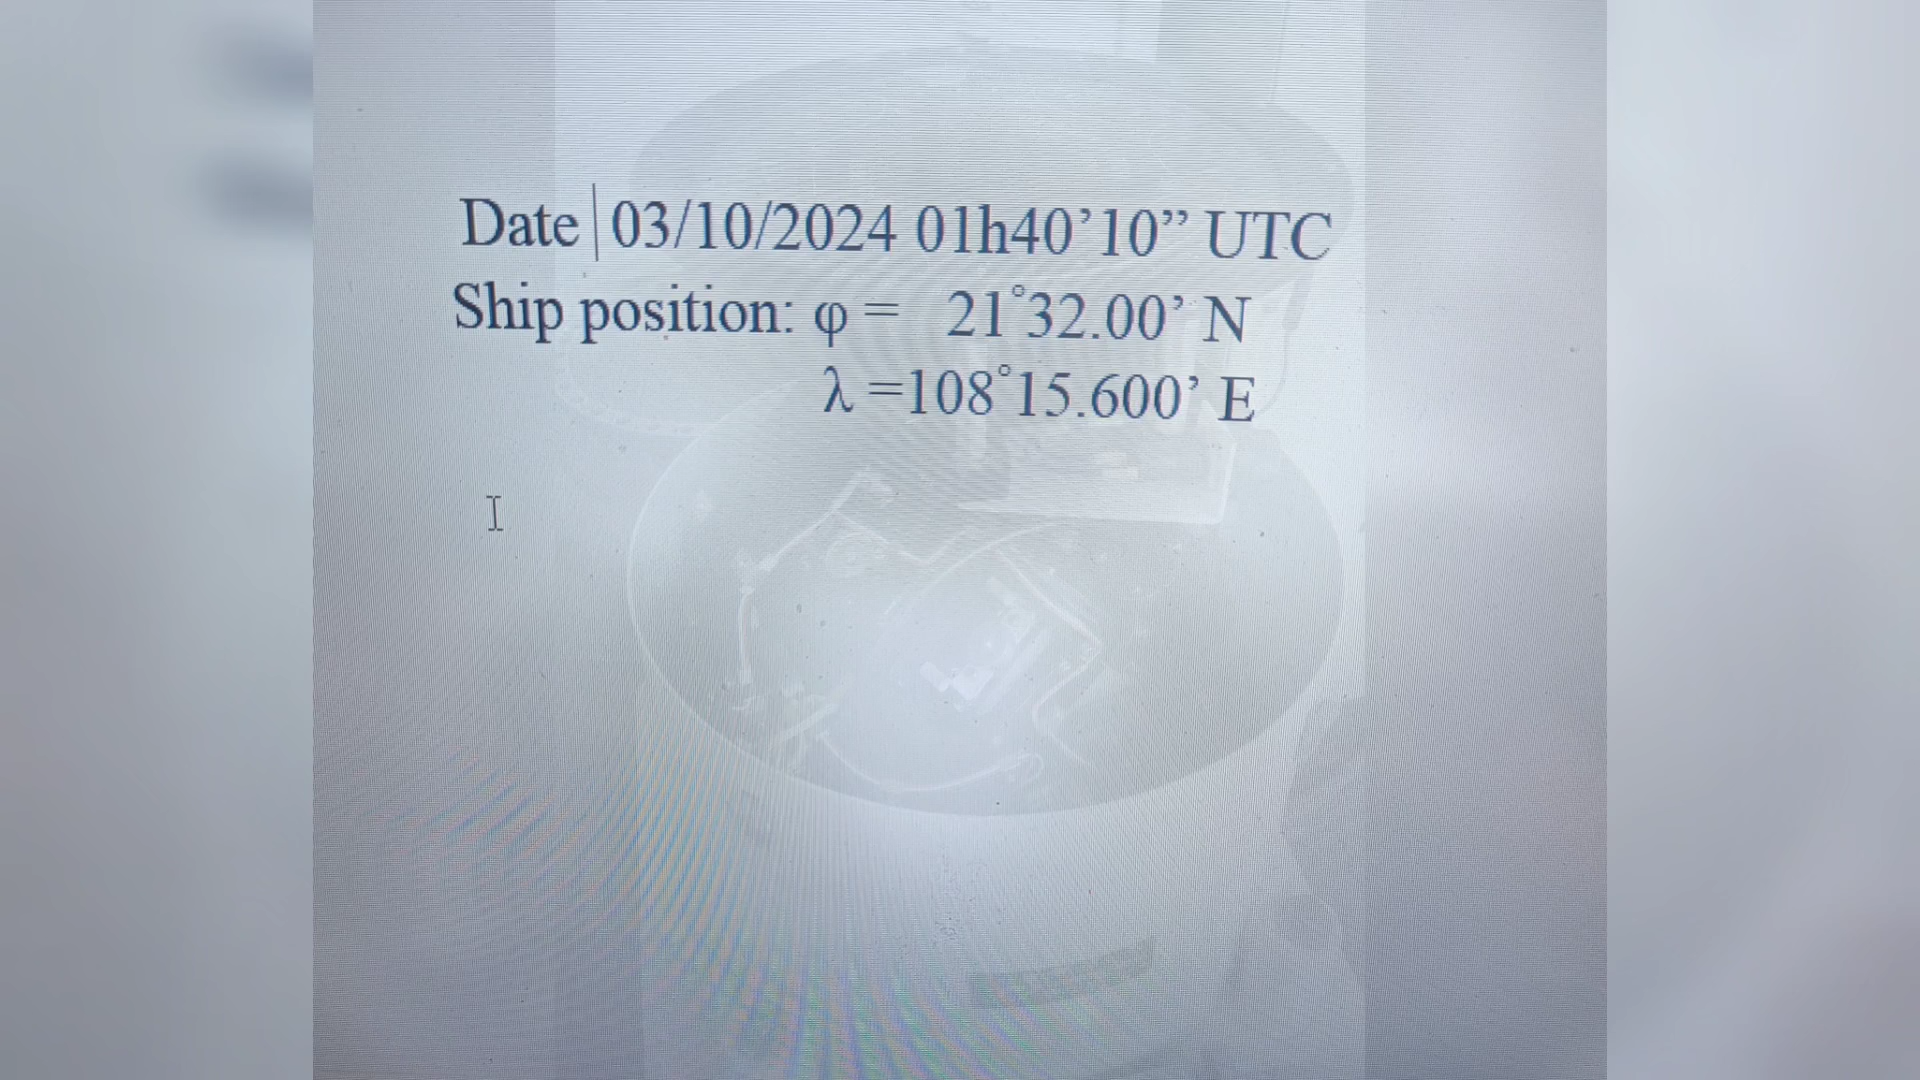 Date 03/10/2024 01h40’10” UTC
Ship position: φ = 21°32.00’ N
λ =108°15.600’ E